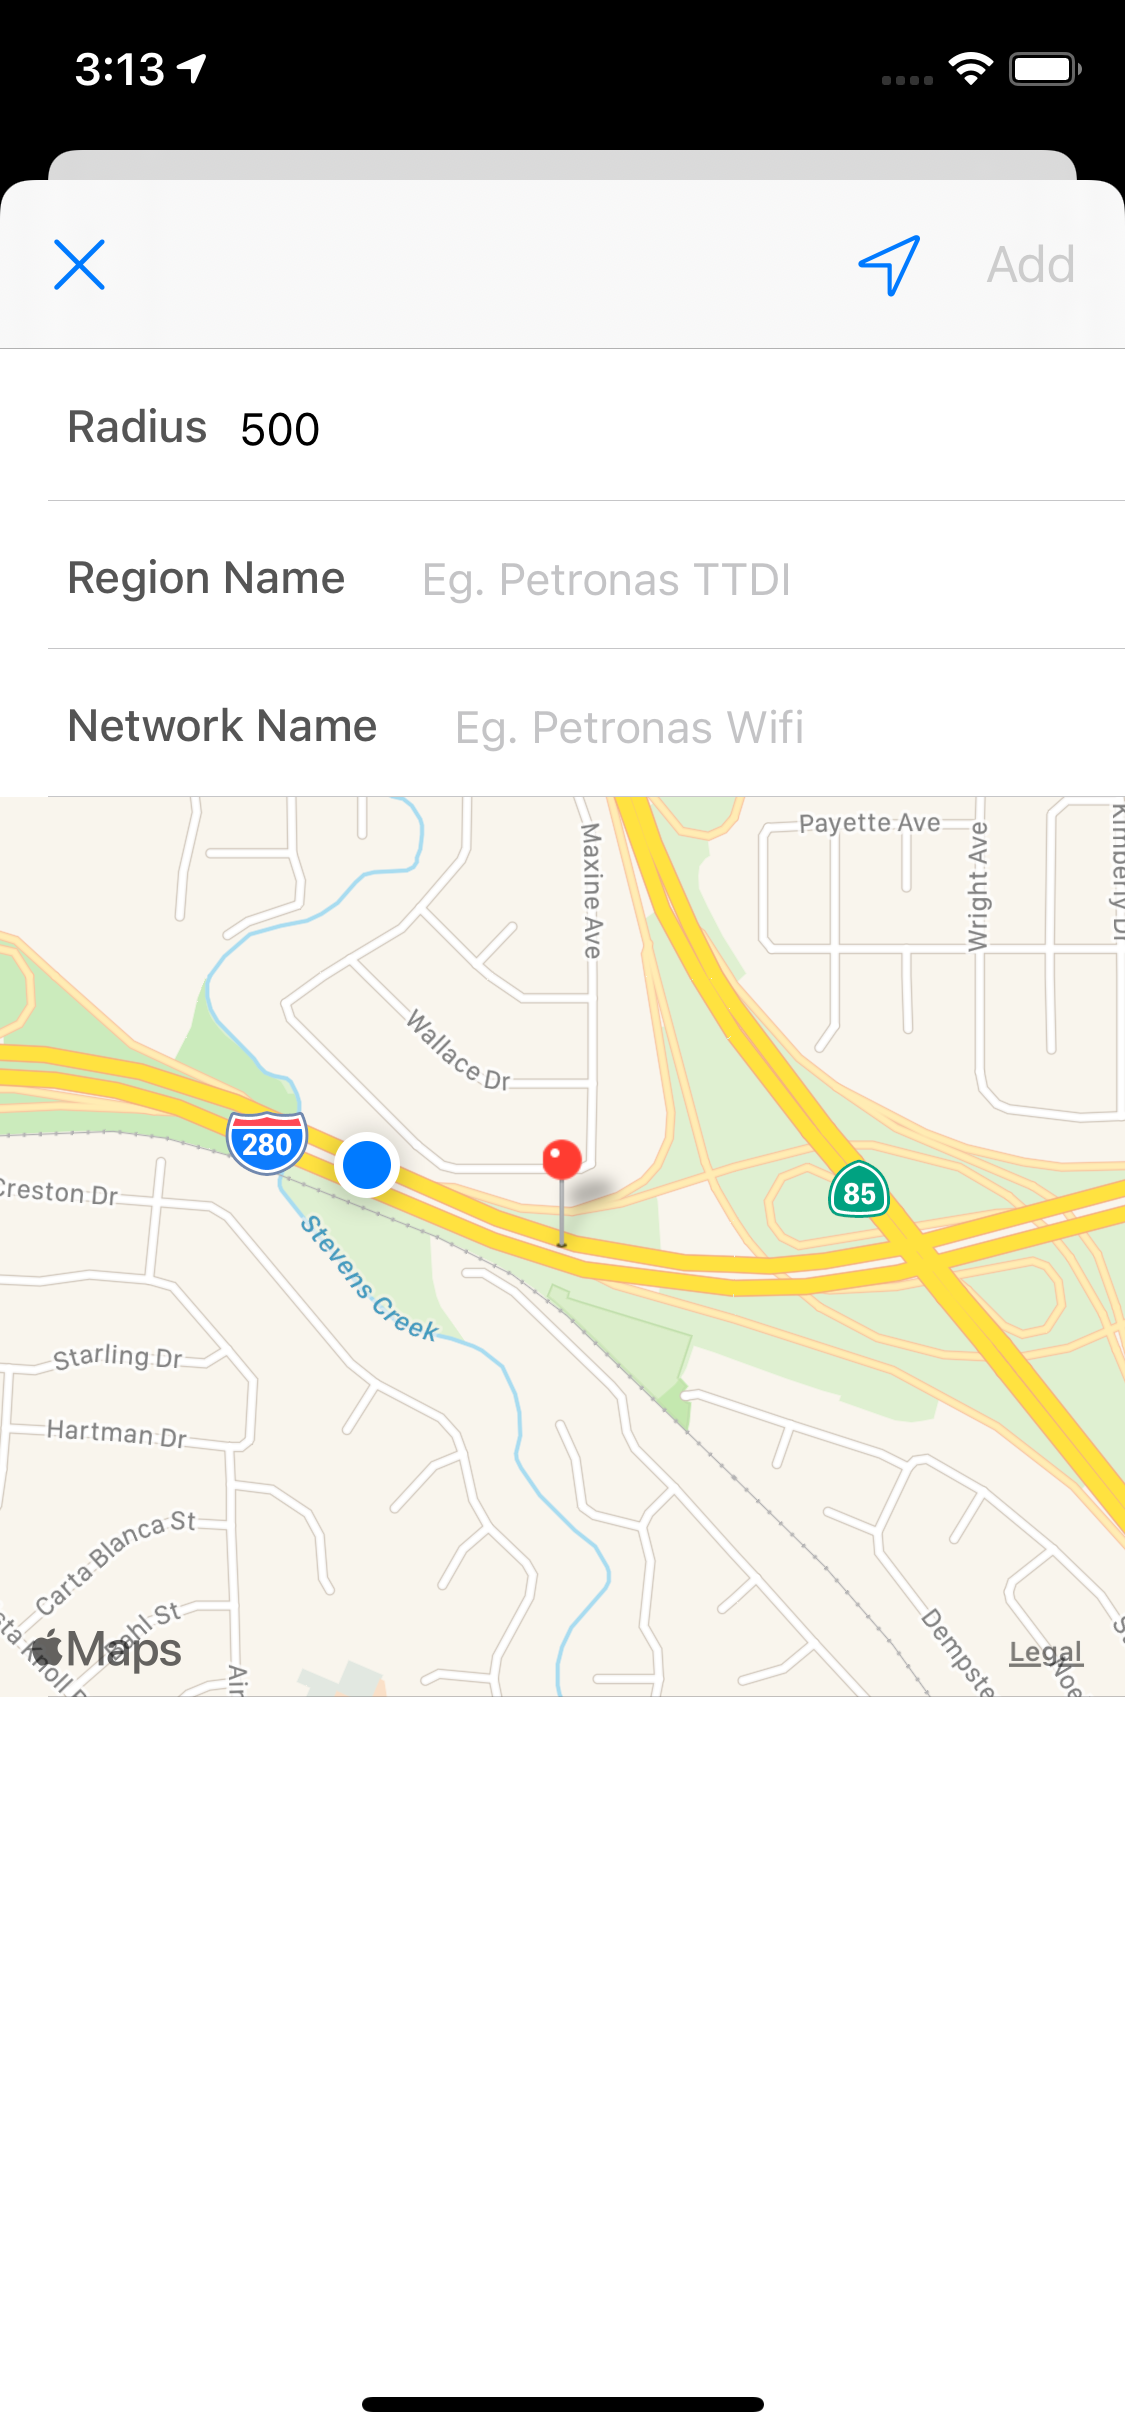 3:13
Add
Radius 500
Region Name Eg. Petronas TTDI
Network Name Eg. Petronas Wifi
Payette Ave
Maxine Ave
Wright Ave
Kimberly Dr
Wallace Dr
280
85
Creston Dr
Stevens Creek
Starling Dr
Hartman Dr
Carta Blanca St
Dahl St
Maps
Legal